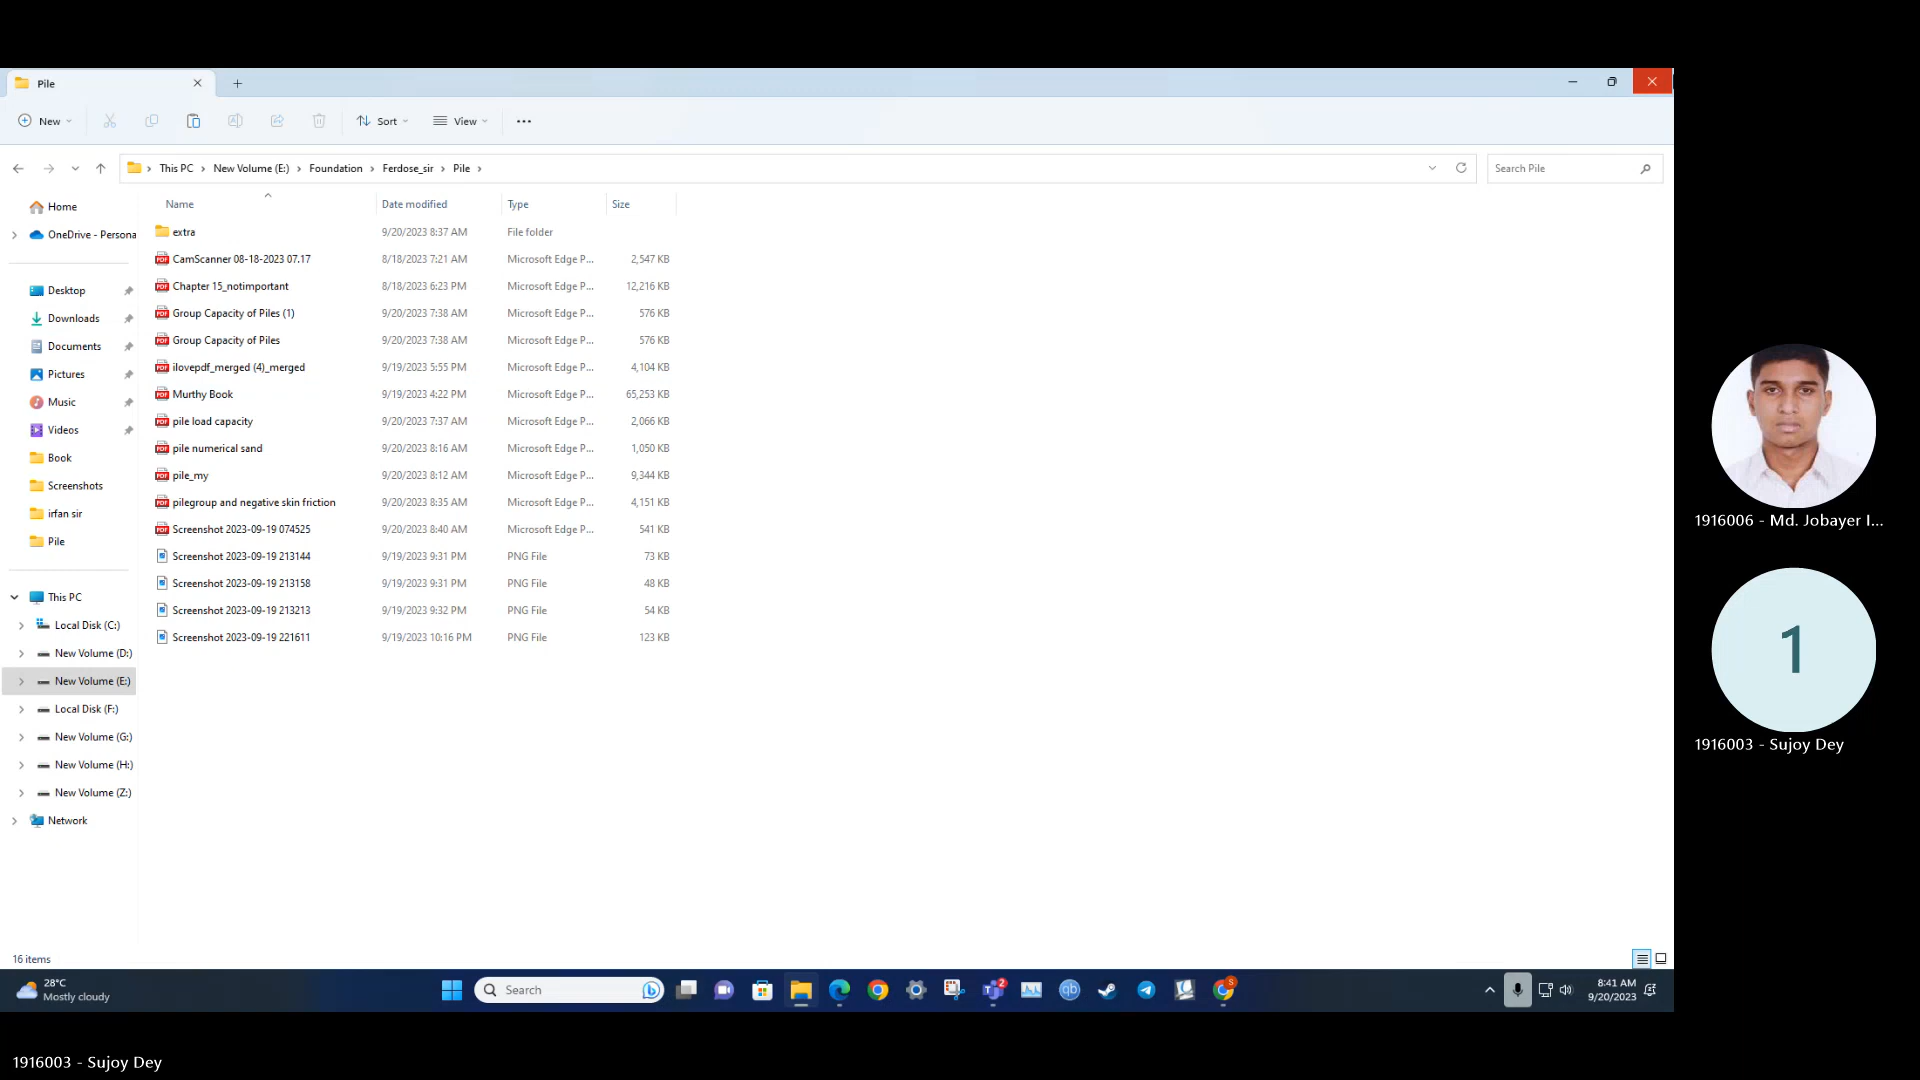 Pile
New
Sort
View
This PC
New Volume (E:)
Foundation
Ferdose_sir
Pile
Search Pile
Name
Date modified
Type
Size
extra 9/20/2023 8:37 AM File folder
CamScanner 08-18-2023 07.17 8/18/2023 7:21 AM Microsoft Edge P... 2,547 KB
Chapter 15_notimportant 8/18/2023 6:23 PM Microsoft Edge P... 12,216 KB
Group Capacity of Piles (1) 9/20/2023 7:38 AM Microsoft Edge P... 576 KB
Group Capacity of Piles 9/20/2023 7:38 AM Microsoft Edge P... 576 KB
ilovepdf_merged (4)_merged 9/19/2023 5:55 PM Microsoft Edge P... 4,104 KB
Murthy Book 9/19/2023 4:22 PM Microsoft Edge P... 65,253 KB
pile load capacity 9/20/2023 7:37 AM Microsoft Edge P... 2,066 KB
pile numerical sand 9/20/2023 8:16 AM Microsoft Edge P... 1,050 KB
pile_my 9/20/2023 8:12 AM Microsoft Edge P... 9,344 KB
pilegroup and negative skin friction 9/20/2023 8:35 AM Microsoft Edge P... 4,151 KB
Screenshot 2023-09-19 074525 9/20/2023 8:40 AM Microsoft Edge P... 541 KB
Screenshot 2023-09-19 213144 9/19/2023 9:31 PM PNG File 73 KB
Screenshot 2023-09-19 213158 9/19/2023 9:31 PM PNG File 48 KB
Screenshot 2023-09-19 213213 9/19/2023 9:32 PM PNG File 54 KB
Screenshot 2023-09-19 221611 9/19/2023 10:16 PM PNG File 123 KB
Home
OneDrive - Persona
Desktop
Downloads
Documents
Pictures
Music
Videos
Book
Screenshots
irfan sir
Pile
This PC
Local Disk (C:)
New Volume (D:)
New Volume (E:)
Local Disk (F:)
New Volume (G:)
New Volume (H:)
New Volume (Z:)
Network
16 items
28°C
Mostly cloudy
Search
qb
2
S
8:41 AM
9/20/2023
1916006 - Md. Jobayer I...
1
1916003 - Sujoy Dey
1916003 - Sujoy Dey